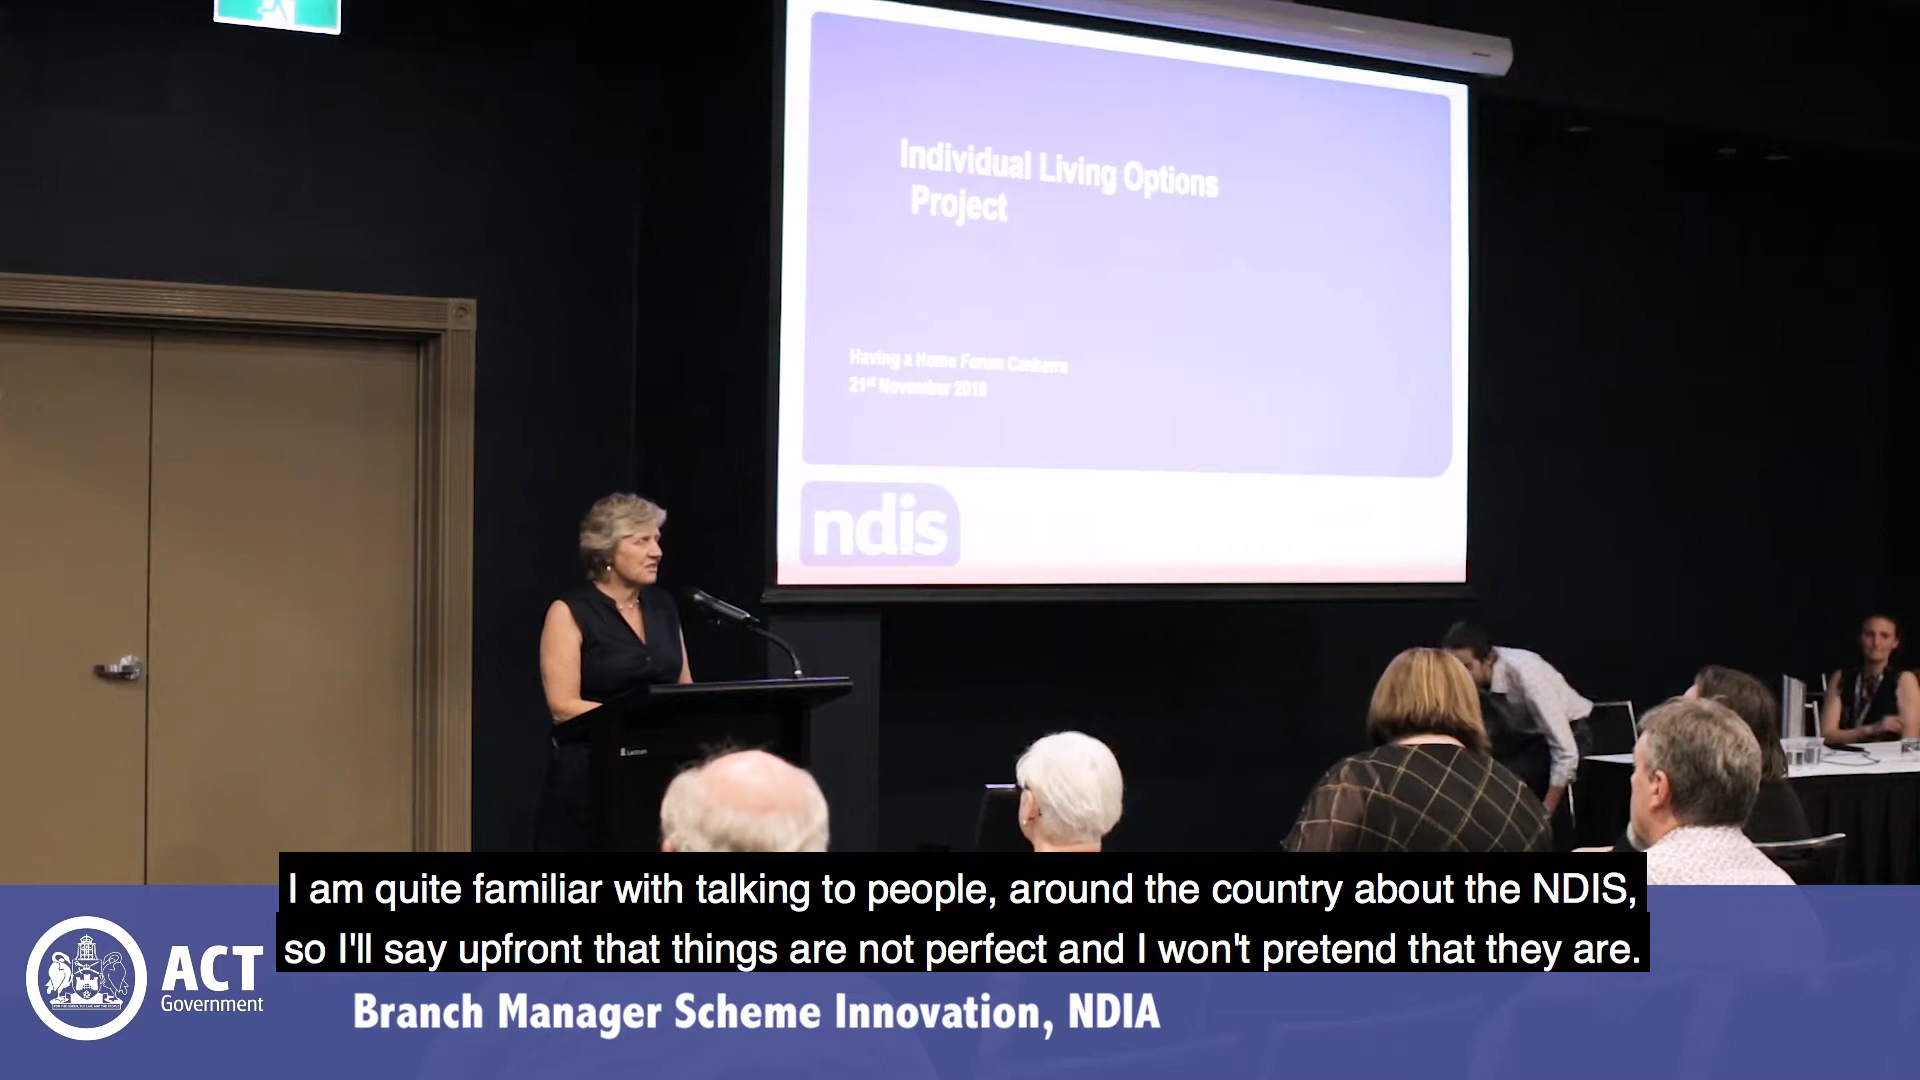 Individual Living Options
Project
Having a Home Forum Canberra
21st November 2018
ndis
I am quite familiar with talking to people, around the country about the NDIS,
so I'll say upfront that things are not perfect and I won't pretend that they are.
ACT
Government
Branch Manager Scheme Innovation, NDIA